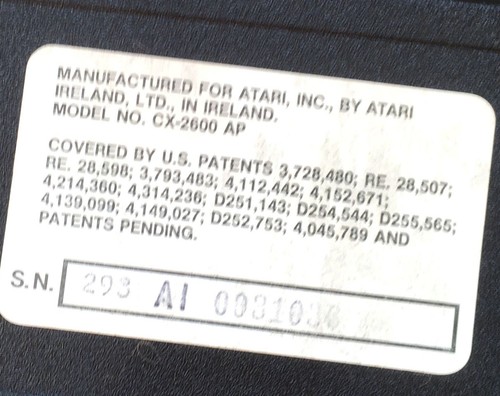 MANUFACTURED FOR ATARI, INC., BY ATARI
IRELAND, LTD., IN IRELAND.
MODEL NO. CX-2600 AP
COVERED BY U.S. PATENTS 3,728,480; RE. 28,507;
RE. 28,598; 3,793,483; 4,112,442; 4,152,671;
4,214,360; 4,314,236; D251,143; D254,544; D255,565;
4,139,099; 4,149,027; D252,753; 4,045,789 AND
PATENTS PENDING.
S.N. 293 AI